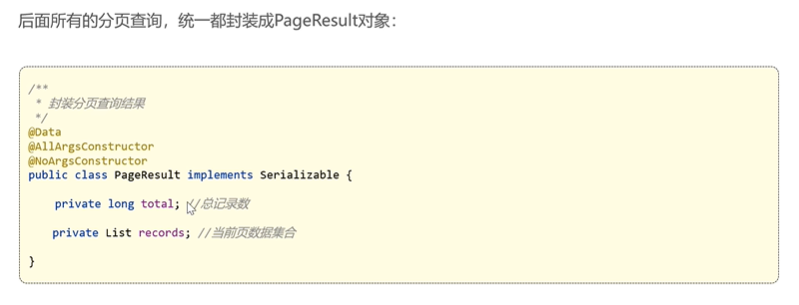 后面所有的分页查询，统一都封装成PageResult对象：
/**
 * 封装分页查询结果
 */
@Data
@AllArgsConstructor
@NoArgsConstructor
public class PageResult implements Serializable {
    private long total; //总记录数
    private List records; //当前页数据集合
}